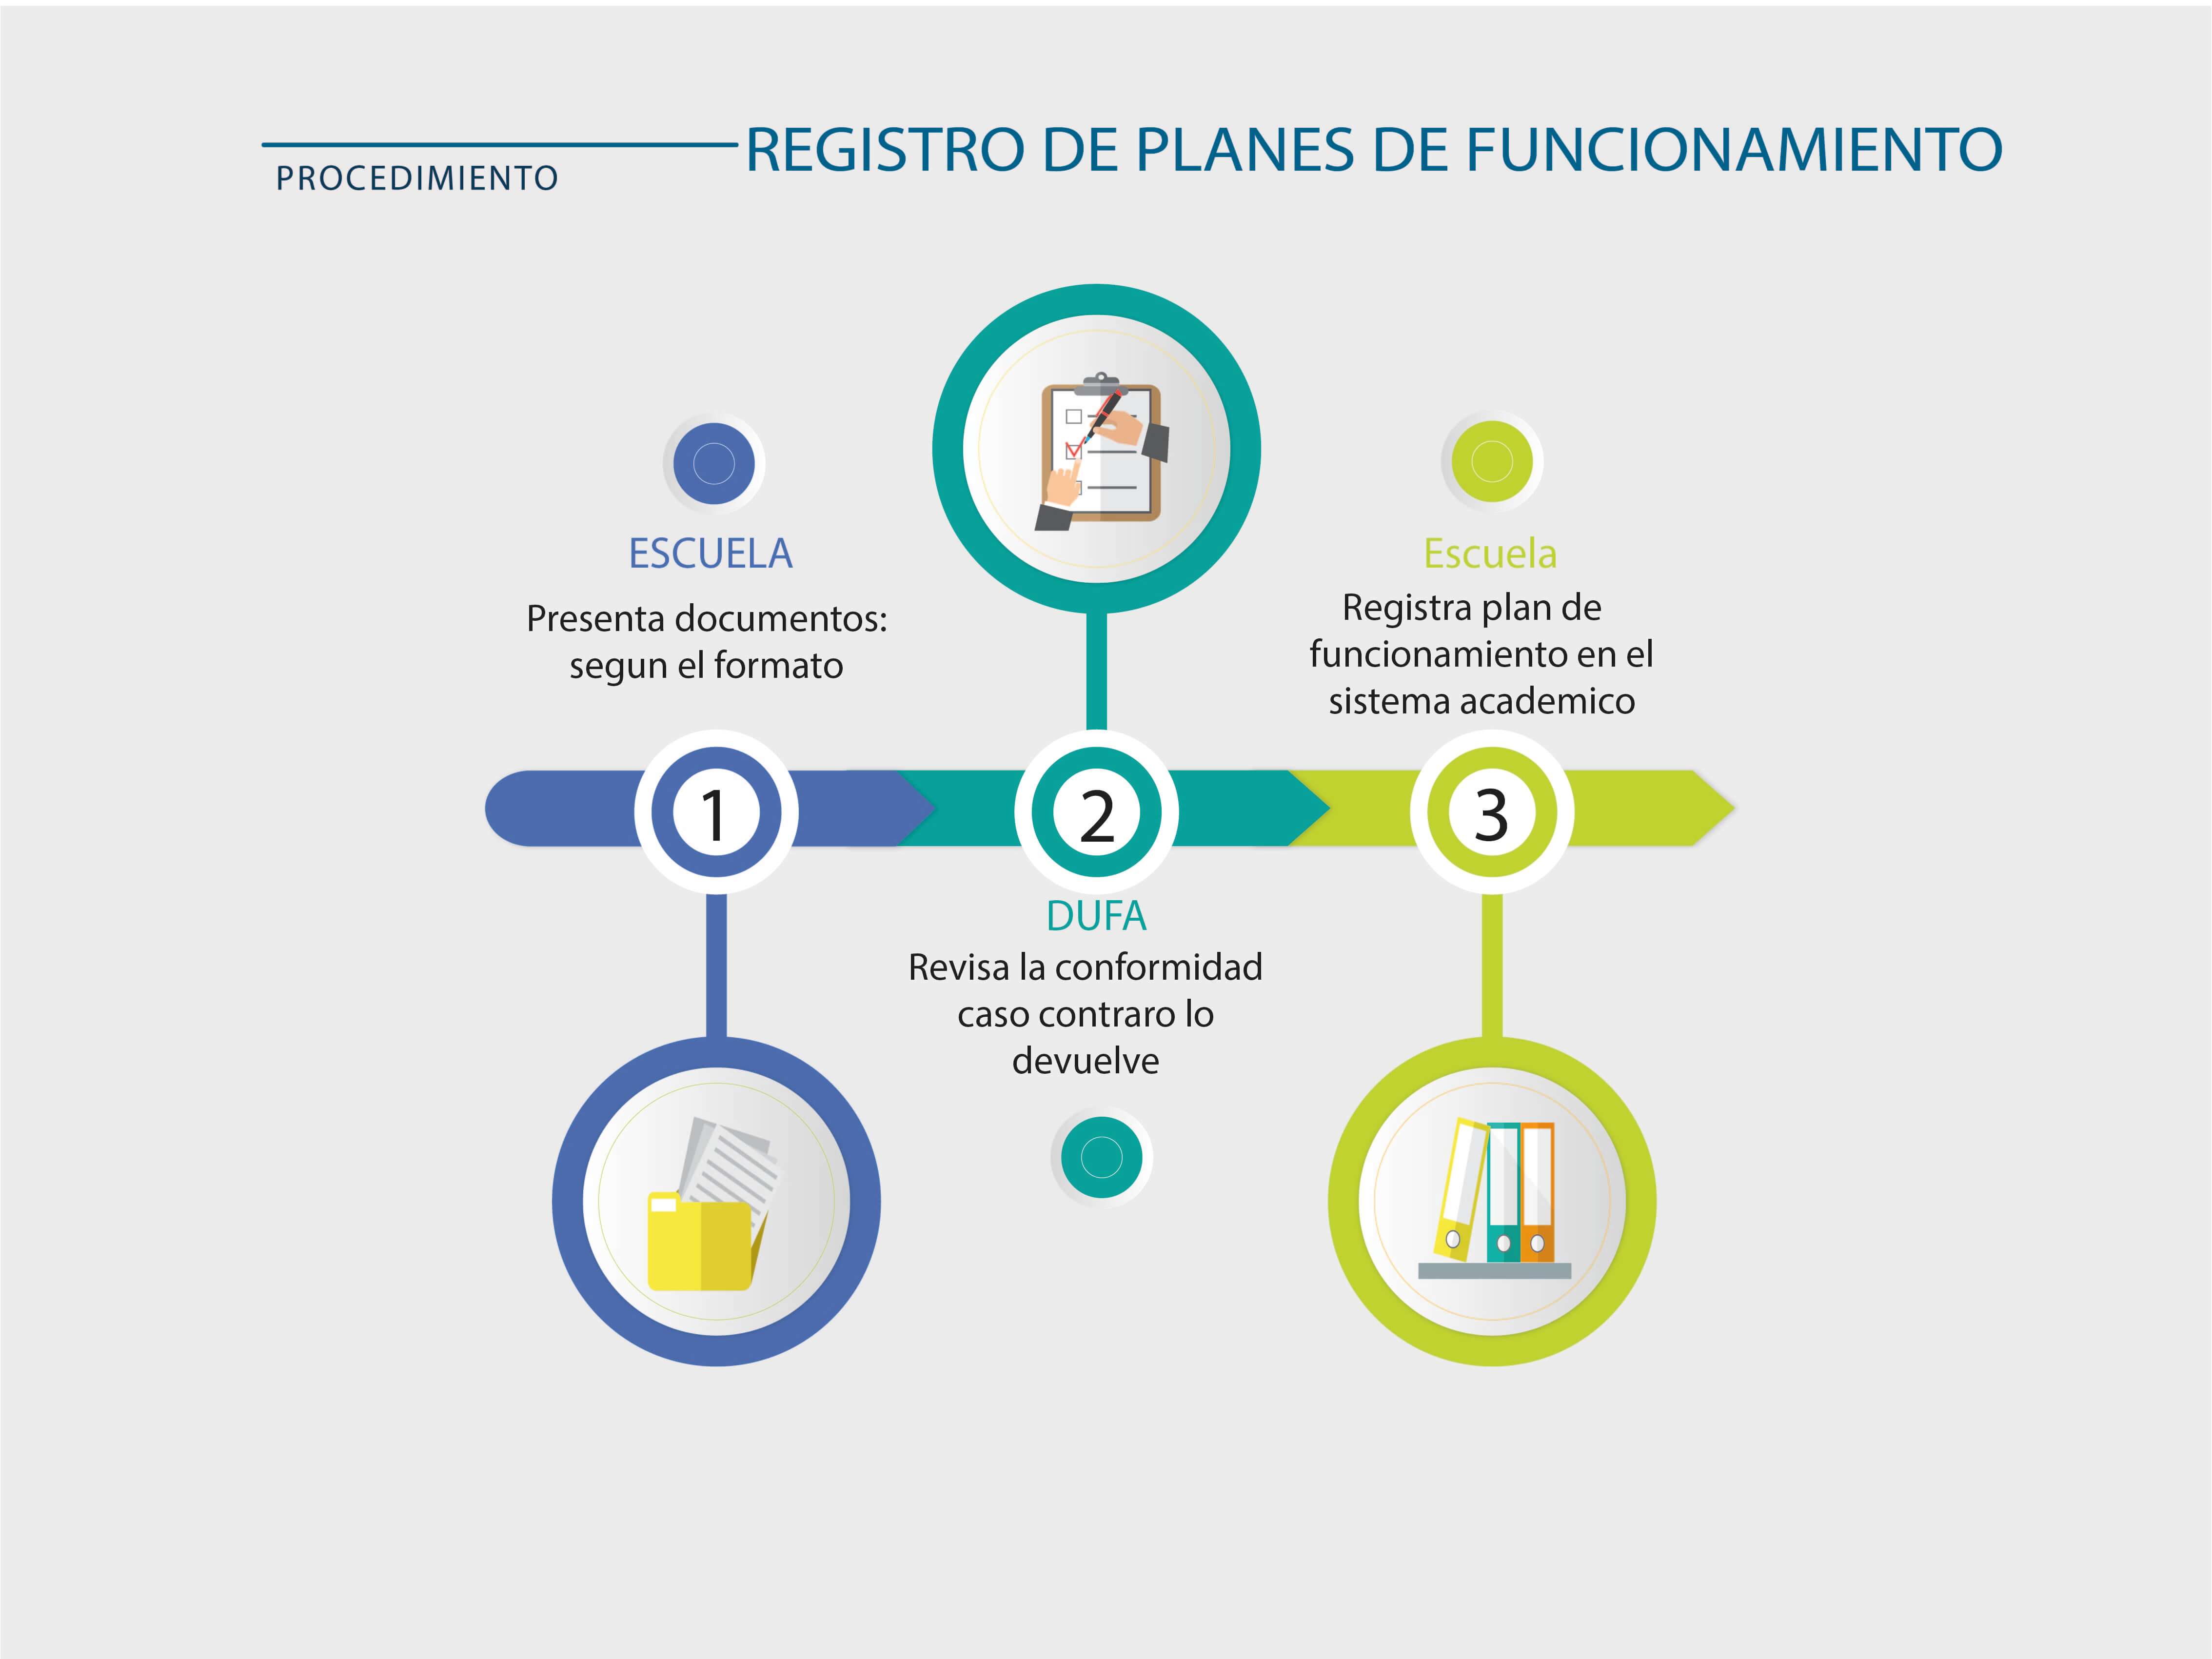 REGISTRO DE PLANES DE FUNCIONAMIENTO
PROCEDIMIENTO
ESCUELA
Presenta documentos:
segun el formato
1
2
DUFA
Revisa la conformidad
caso contraro lo
devuelve
Escuela
Registra plan de
funcionamiento en el
sistema academico
3